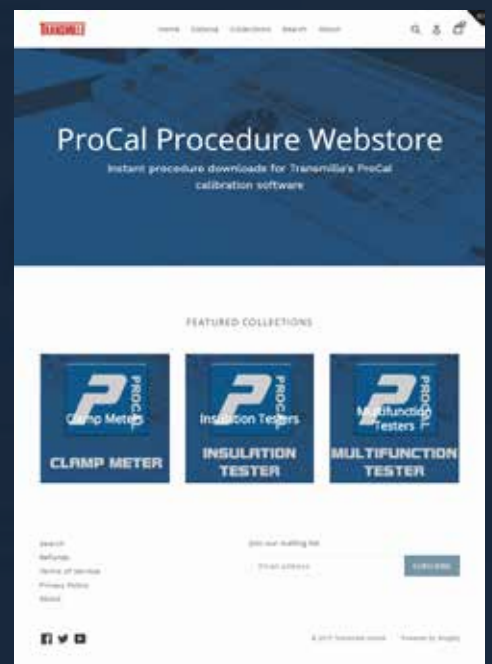 TRANSMILLE
Home Catalog Collections Search About
ProCal Procedure Webstore
Instant procedure downloads for Transmille's ProCal
calibration software
FEATURED COLLECTIONS
PROCAL
Clamp Meters
CLAMP METER
PROCAL
Insulation Testers
INSULATION
TESTER
PROCAL
Multifunction
Testers
MULTIFUNCTION
TESTER
Search
Refunds
Terms of Service
Privacy Policy
About
Join our mailing list
Email address
SUBSCRIBE
Powered by Shopify